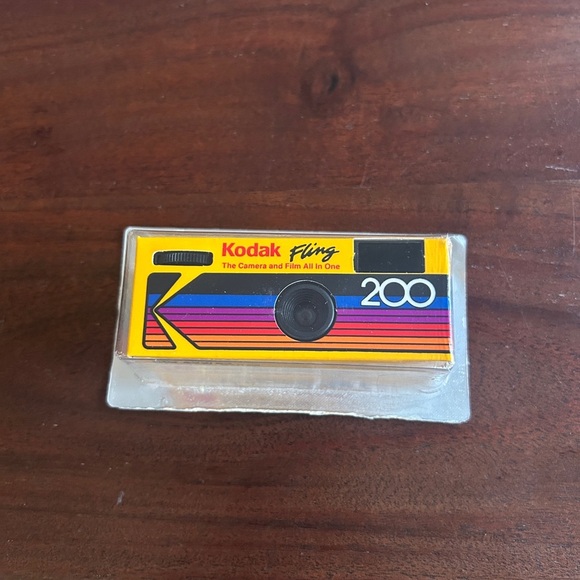 Kodak Fling
The Camera and Film All In One
200